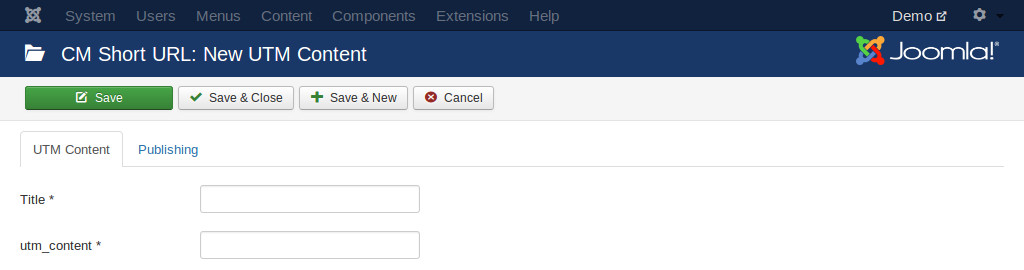 System Users Menus Content Components Extensions Help Demo
CM Short URL: New UTM Content Joomla!®
Save Save & Close Save & New Cancel
UTM Content Publishing
Title *
utm_content *